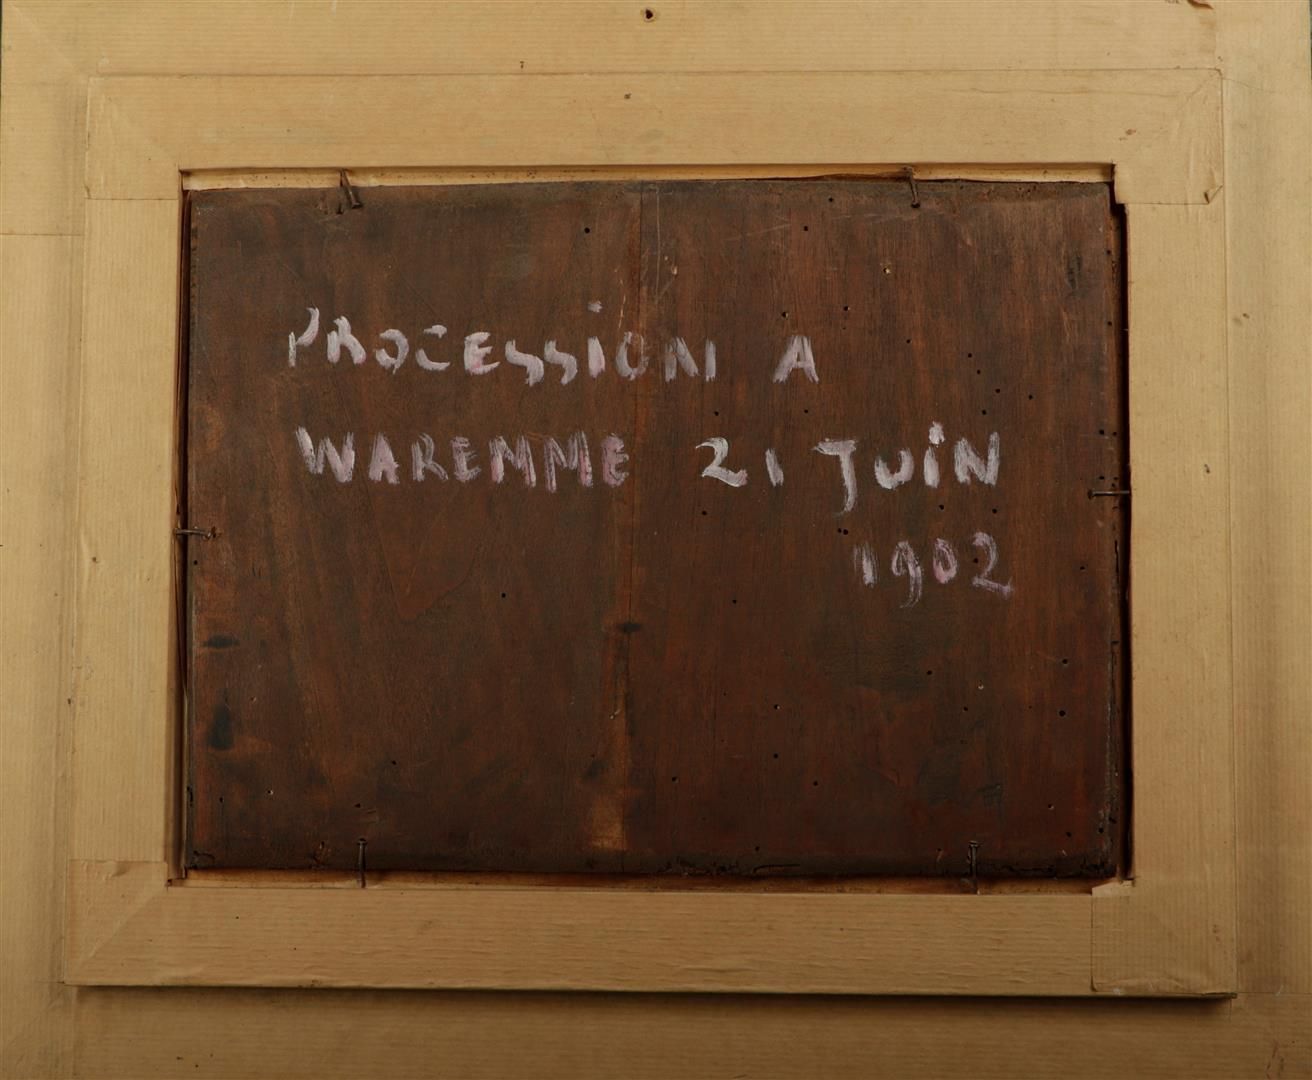 PROCESSION A
WAREMME 21 JUiN
1902